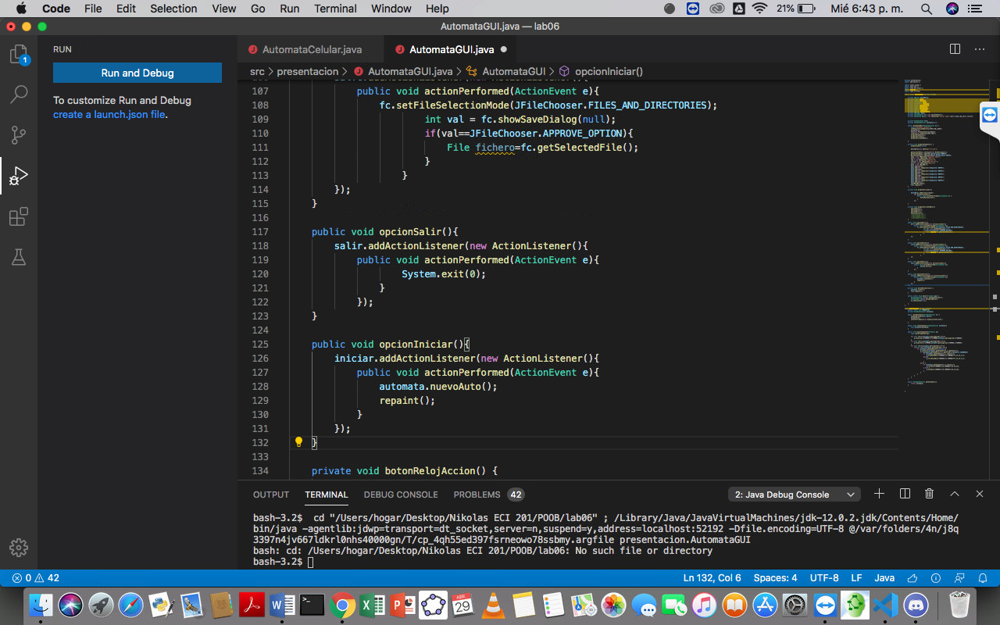 Code File Edit Selection View Go Run Terminal Window Help 21% Mié 6:43 p. m.
AutomataGUI.java — lab06
RUN
AutomataCelular.java AutomataGUI.java
Run and Debug
src > presentacion > AutomataGUI.java > AutomataGUI > opcionIniciar()
To customize Run and Debug
create a launch.json file.
1
107 public void actionPerformed(ActionEvent e){
108 fc.setFileSelectionMode(JFileChooser.FILES_AND_DIRECTORIES);
109 int val = fc.showSaveDialog(null);
110 if(val==JFileChooser.APPROVE_OPTION){
111 File fichero=fc.getSelectedFile();
112 }
113 }
114 });
115 }
116
117 public void opcionSalir(){
118 salir.addActionListener(new ActionListener(){
119 public void actionPerformed(ActionEvent e){
120 System.exit(0);
121 }
122 });
123 }
124
125 public void opcionIniciar(){
126 iniciar.addActionListener(new ActionListener(){
127 public void actionPerformed(ActionEvent e){
128 automata.nuevoAuto();
129 repaint();
130 }
131 });
132 }
133
134 private void botonRelojAccion() {
OUTPUT TERMINAL DEBUG CONSOLE PROBLEMS 42 2: Java Debug Console
bash-3.2$ cd "/Users/hogar/Desktop/Nikolas ECI 201/POOB/lab06" ; /Library/Java/JavaVirtualMachines/jdk-12.0.2.jdk/Contents/Home/
bin/java -agentlib:jdwp=transport=dt_socket,server=n,suspend=y,address=localhost:52192 -Dfile.encoding=UTF-8 @/var/folders/4n/j8q
3397n4jv667ldkrl0nhs40000gn/T/cp_4qh55ed397fsrneowo78ssbmy.argfile presentacion.AutomataGUI
bash: cd: /Users/hogar/Desktop/Nikolas ECI 201/POOB/lab06: No such file or directory
bash-3.2$
0 42 Ln 132, Col 6 Spaces: 4 UTF-8 LF Java
29